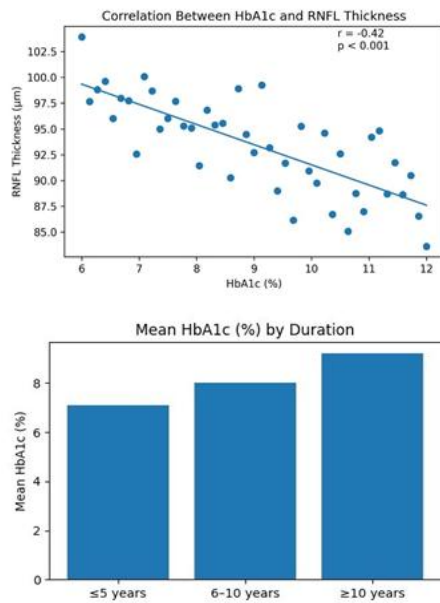 Correlation Between HbA1c and RNFL Thickness
r = -0.42
p < 0.001
RNFL Thickness (μm)
102.5
100.0
97.5
95.0
92.5
90.0
87.5
85.0
6 7 8 9 10 11 12
HbA1c (%)
Mean HbA1c (%) by Duration
Mean HbA1c (%)
8
6
4
2
0
≤5 years 6–10 years ≥10 years